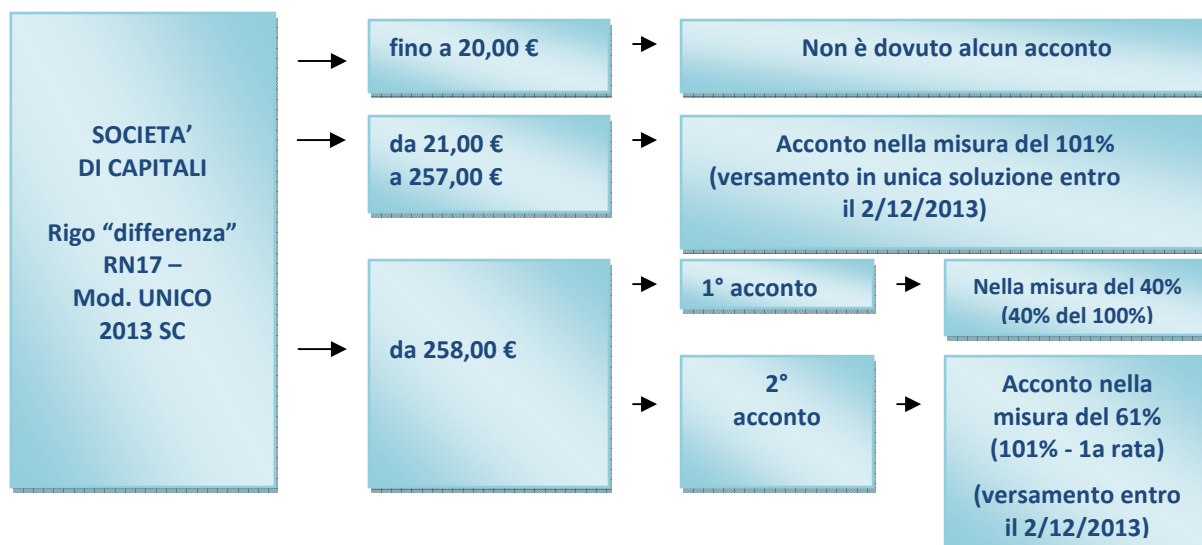 SOCIETA’
DI CAPITALI
Rigo “differenza”
RN17 –
Mod. UNICO
2013 SC
fino a 20,00 €
Non è dovuto alcun acconto
da 21,00 €
a 257,00 €
Acconto nella misura del 101%
(versamento in unica soluzione entro
il 2/12/2013)
da 258,00 €
1° acconto
Nella misura del 40%
(40% del 100%)
2°
acconto
Acconto nella
misura del 61%
(101% - 1a rata)
(versamento entro
il 2/12/2013)